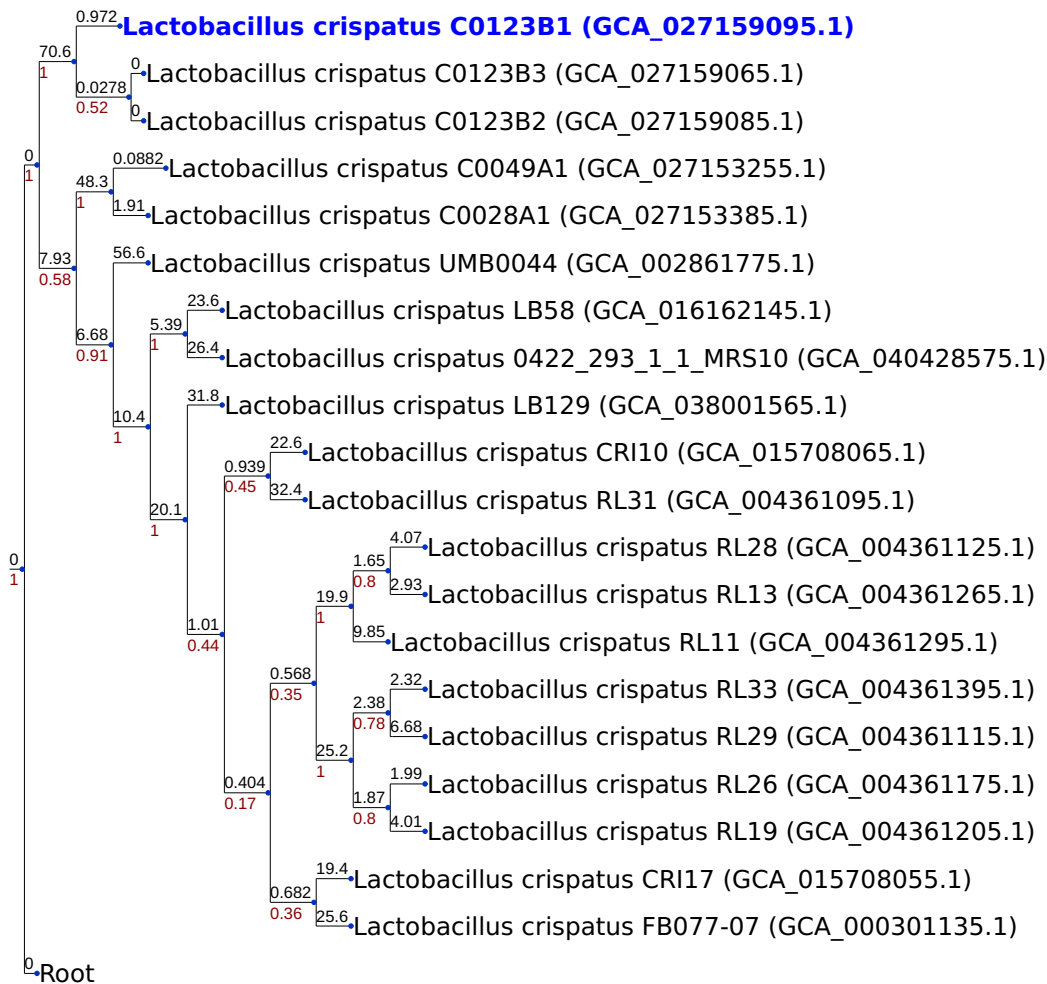 0.972
Lactobacillus crispatus C0123B1 (GCA_027159095.1)
70.6
1
0
Lactobacillus crispatus C0123B3 (GCA_027159065.1)
0.0278
0.52
0
Lactobacillus crispatus C0123B2 (GCA_027159085.1)
0
1
0.0882
Lactobacillus crispatus C0049A1 (GCA_027153255.1)
48.3
1
1.91
Lactobacillus crispatus C0028A1 (GCA_027153385.1)
7.93
0.58
56.6
Lactobacillus crispatus UMB0044 (GCA_002861775.1)
6.68
0.91
23.6
Lactobacillus crispatus LB58 (GCA_016162145.1)
5.39
1
26.4
Lactobacillus crispatus 0422_293_1_1_MRS10 (GCA_040428575.1)
10.4
1
31.8
Lactobacillus crispatus LB129 (GCA_038001565.1)
22.6
Lactobacillus crispatus CRI10 (GCA_015708065.1)
0.939
0.45
32.4
Lactobacillus crispatus RL31 (GCA_004361095.1)
20.1
1
4.07
Lactobacillus crispatus RL28 (GCA_004361125.1)
0
1
1.65
0.8
2.93
Lactobacillus crispatus RL13 (GCA_004361265.1)
19.9
1
9.85
Lactobacillus crispatus RL11 (GCA_004361295.1)
1.01
0.44
0.568
0.35
2.32
Lactobacillus crispatus RL33 (GCA_004361395.1)
2.38
0.78
6.68
Lactobacillus crispatus RL29 (GCA_004361115.1)
25.2
1
1.99
Lactobacillus crispatus RL26 (GCA_004361175.1)
0.404
0.17
1.87
0.8
4.01
Lactobacillus crispatus RL19 (GCA_004361205.1)
19.4
Lactobacillus crispatus CRI17 (GCA_015708055.1)
0.682
0.36
25.6
Lactobacillus crispatus FB077-07 (GCA_000301135.1)
0
Root